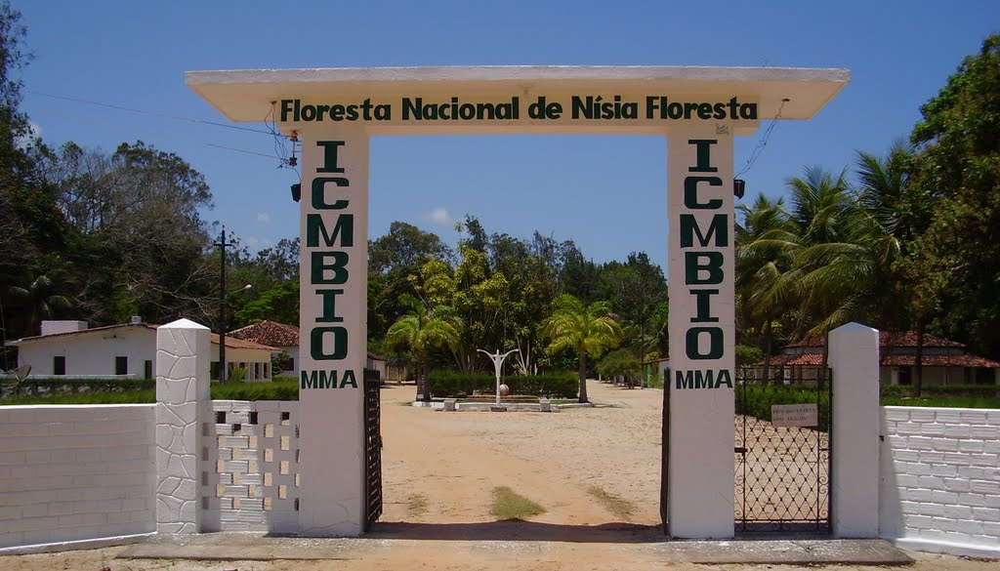 Floresta Nacional de Nísia Floresta
ICMBIO
MMA
ICMBIO
MMA